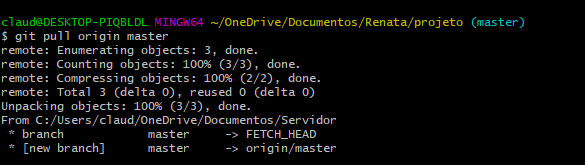 claud@DESKTOP-PIQBLDL MINGW64 ~/OneDrive/Documentos/Renata/projeto (master)
$ git pull origin master
remote: Enumerating objects: 3, done.
remote: Counting objects: 100% (3/3), done.
remote: Compressing objects: 100% (2/2), done.
remote: Total 3 (delta 0), reused 0 (delta 0)
Unpacking objects: 100% (3/3), done.
From C:/Users/claud/OneDrive/Documentos/Servidor
 * branch            master     -> FETCH_HEAD
 * [new branch]      master     -> origin/master